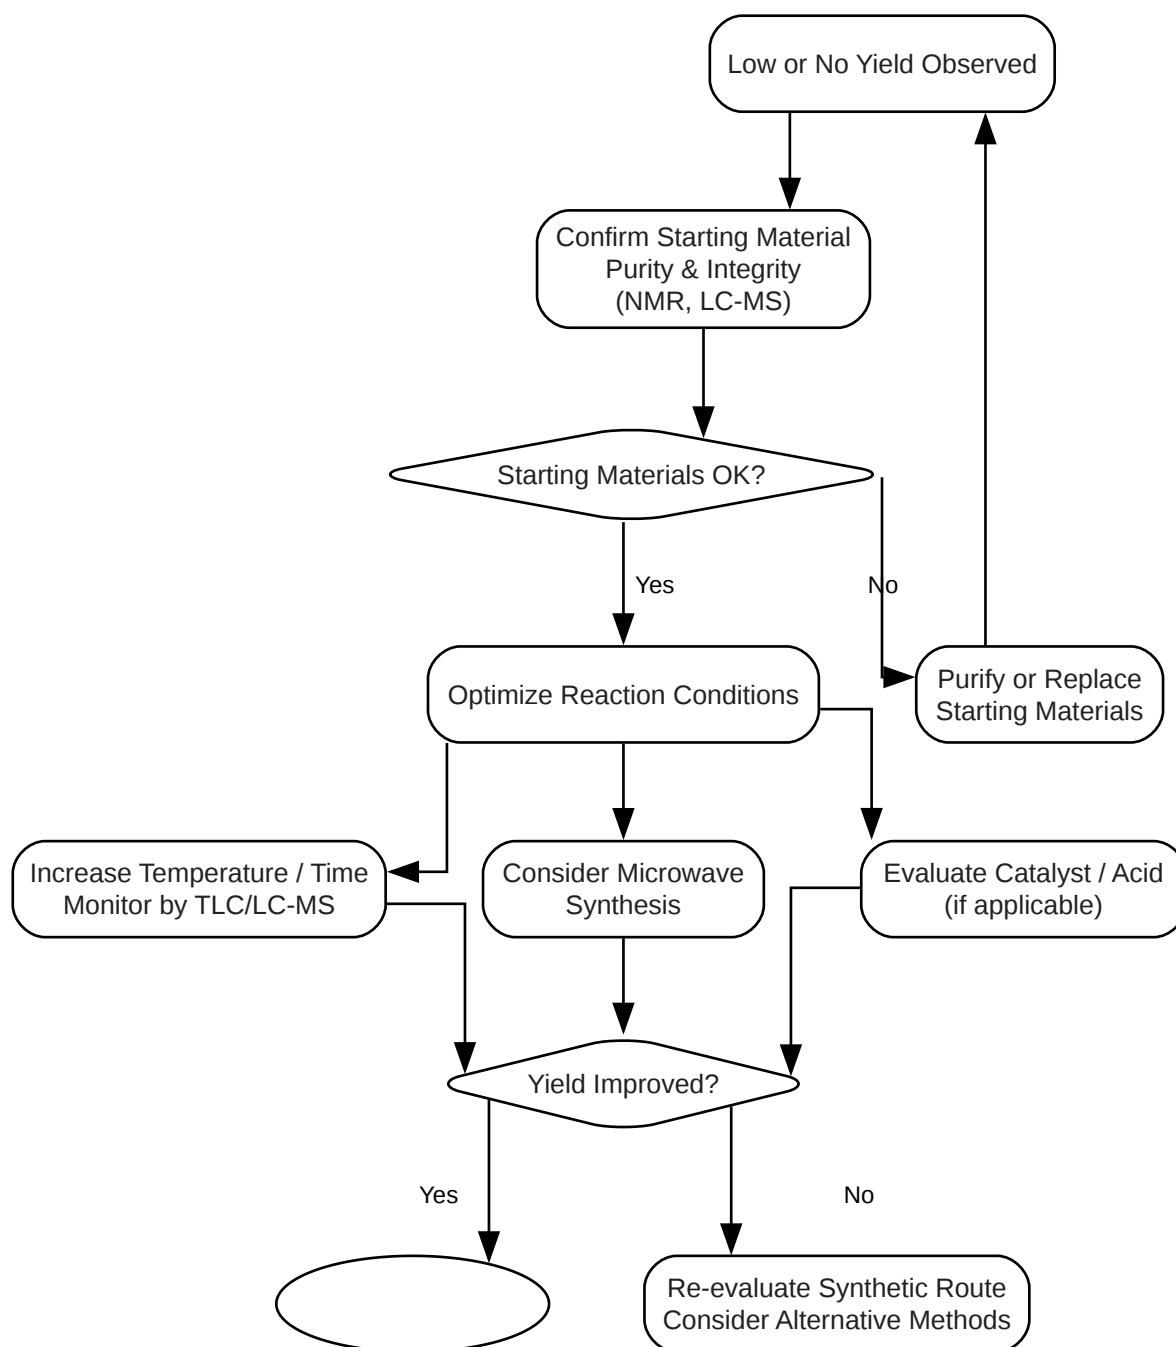 Low or No Yield Observed
Confirm Starting Material
Purity & Integrity
(NMR, LC-MS)
Starting Materials OK?
Yes
No
Optimize Reaction Conditions
Purify or Replace
Starting Materials
Increase Temperature / Time
Monitor by TLC/LC-MS
Consider Microwave
Synthesis
Evaluate Catalyst / Acid
(if applicable)
Yield Improved?
Yes
No
Re-evaluate Synthetic Route
Consider Alternative Methods